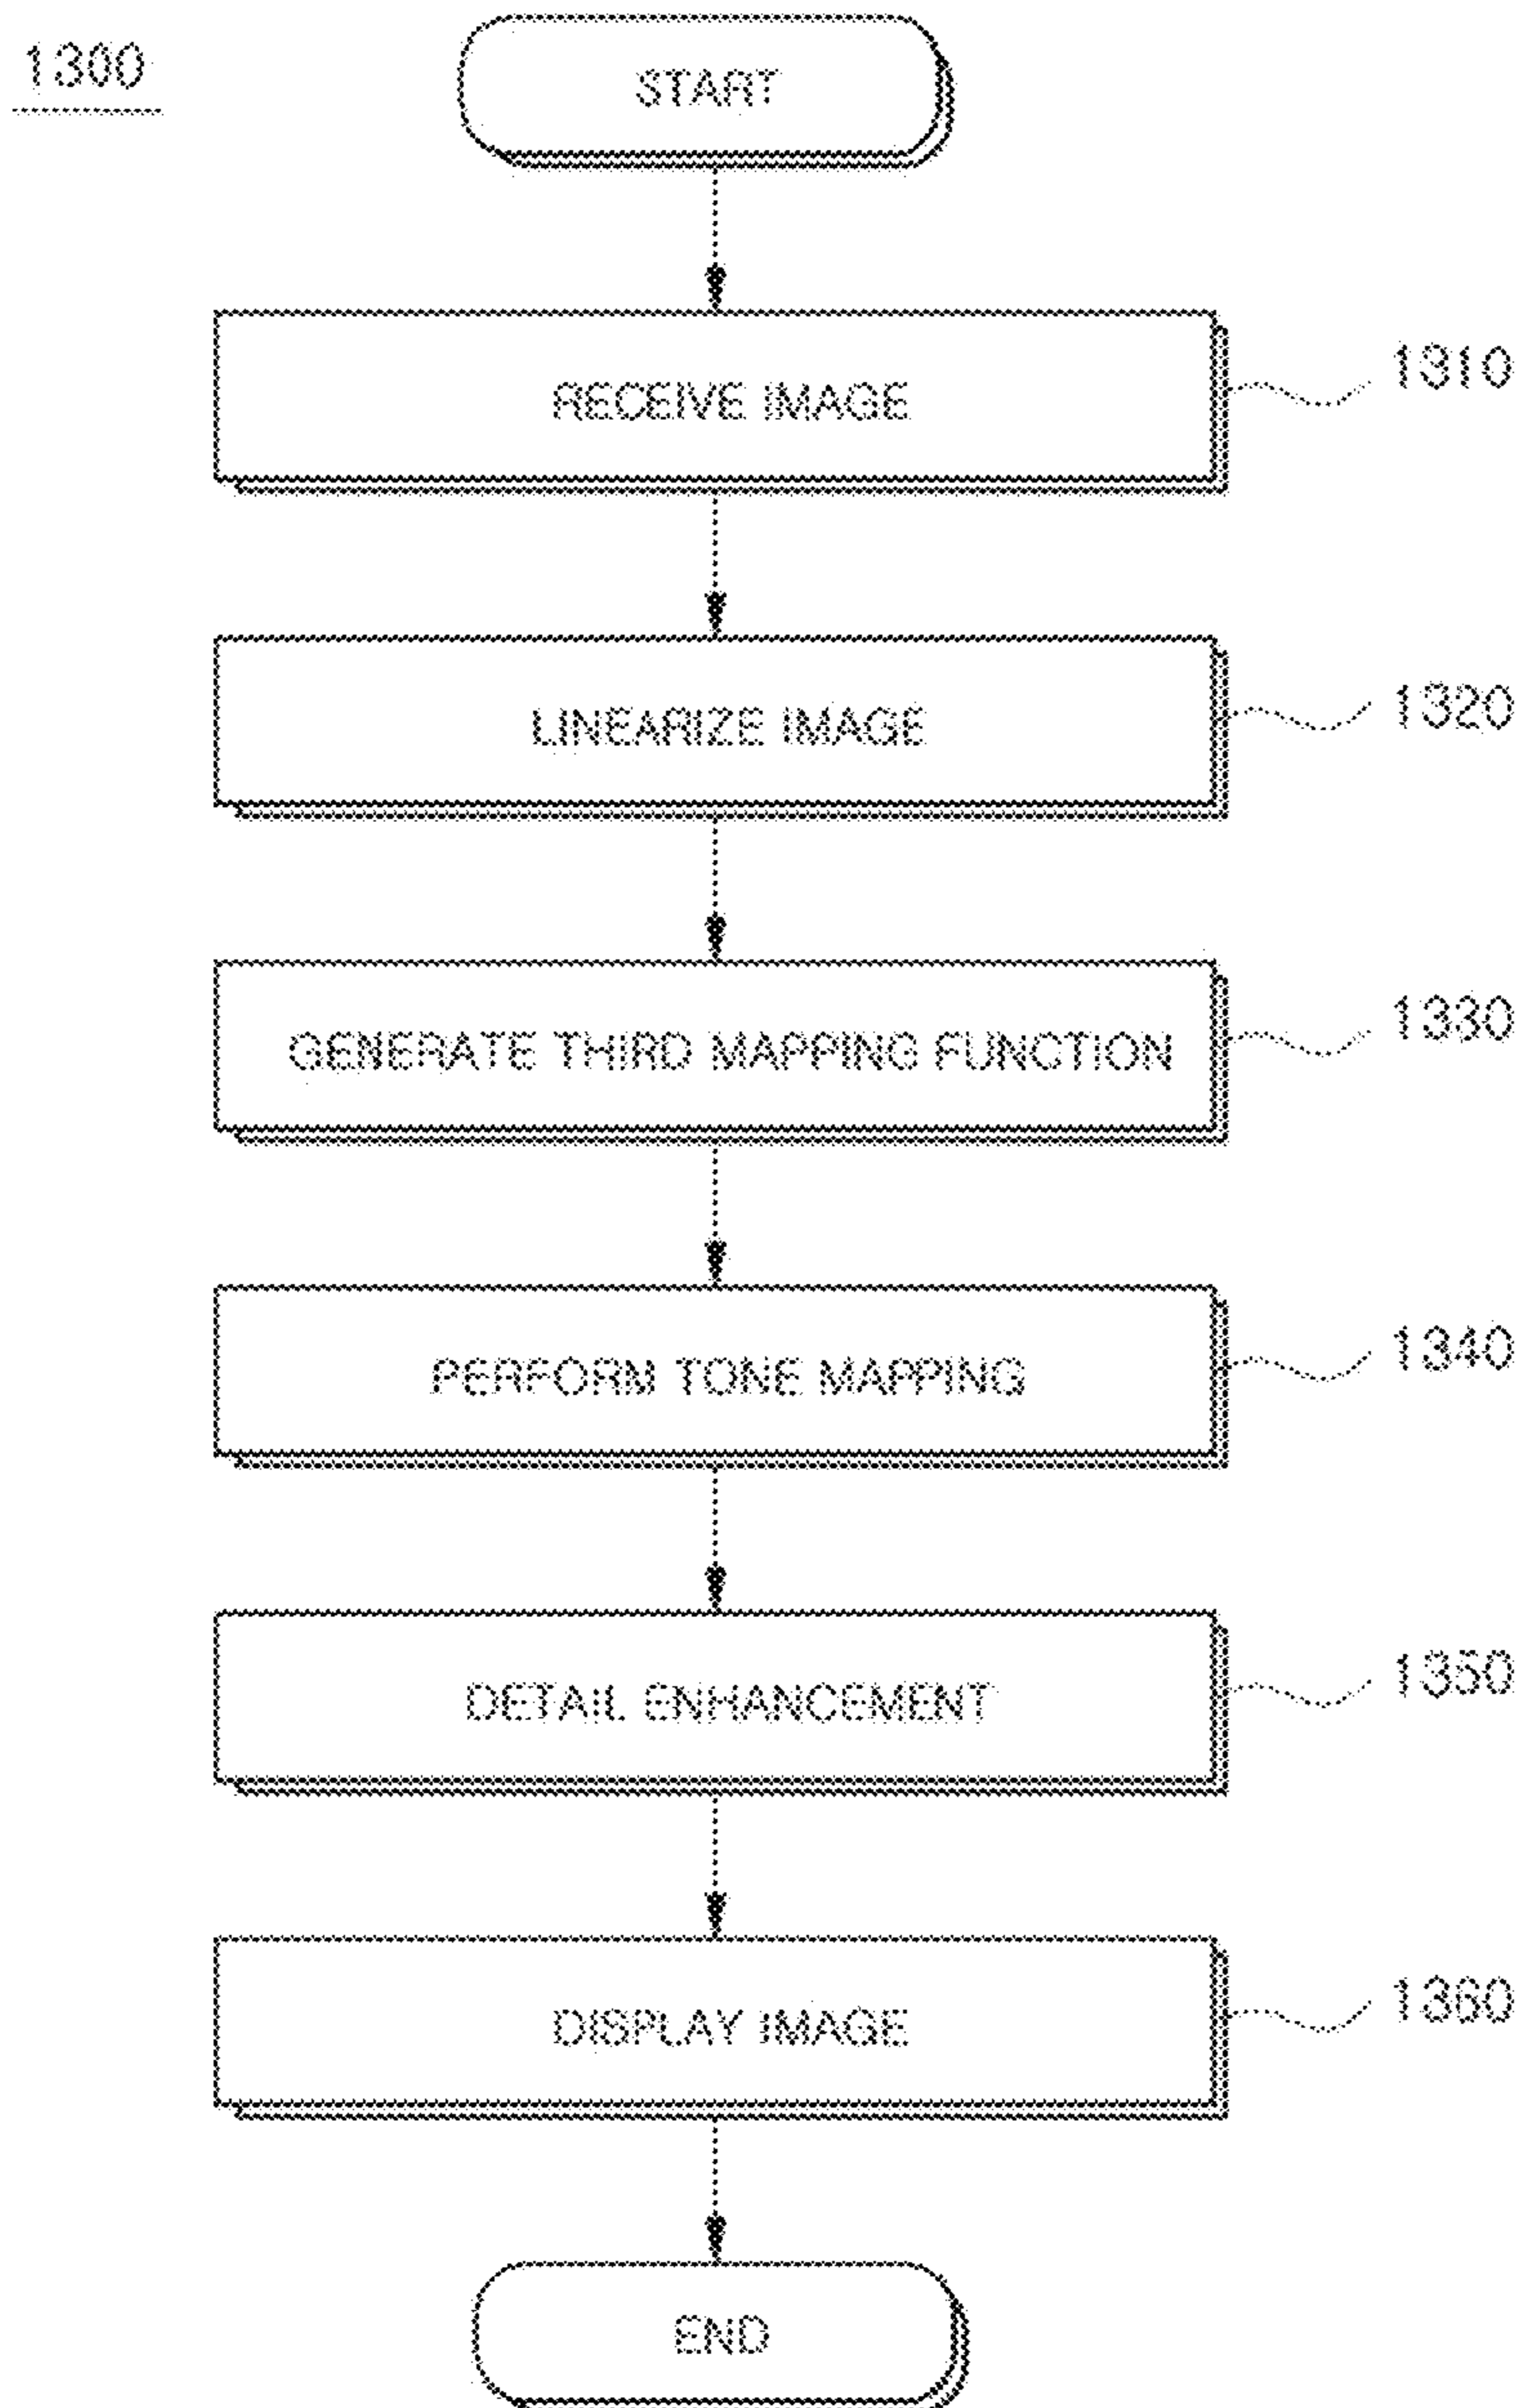 1300
START
RECEIVE IMAGE
1310
LINEARIZE IMAGE
1320
GENERATE THIRD MAPPING FUNCTION
1330
PERFORM TONE MAPPING
1340
DETAIL ENHANCEMENT
1350
DISPLAY IMAGE
1360
END